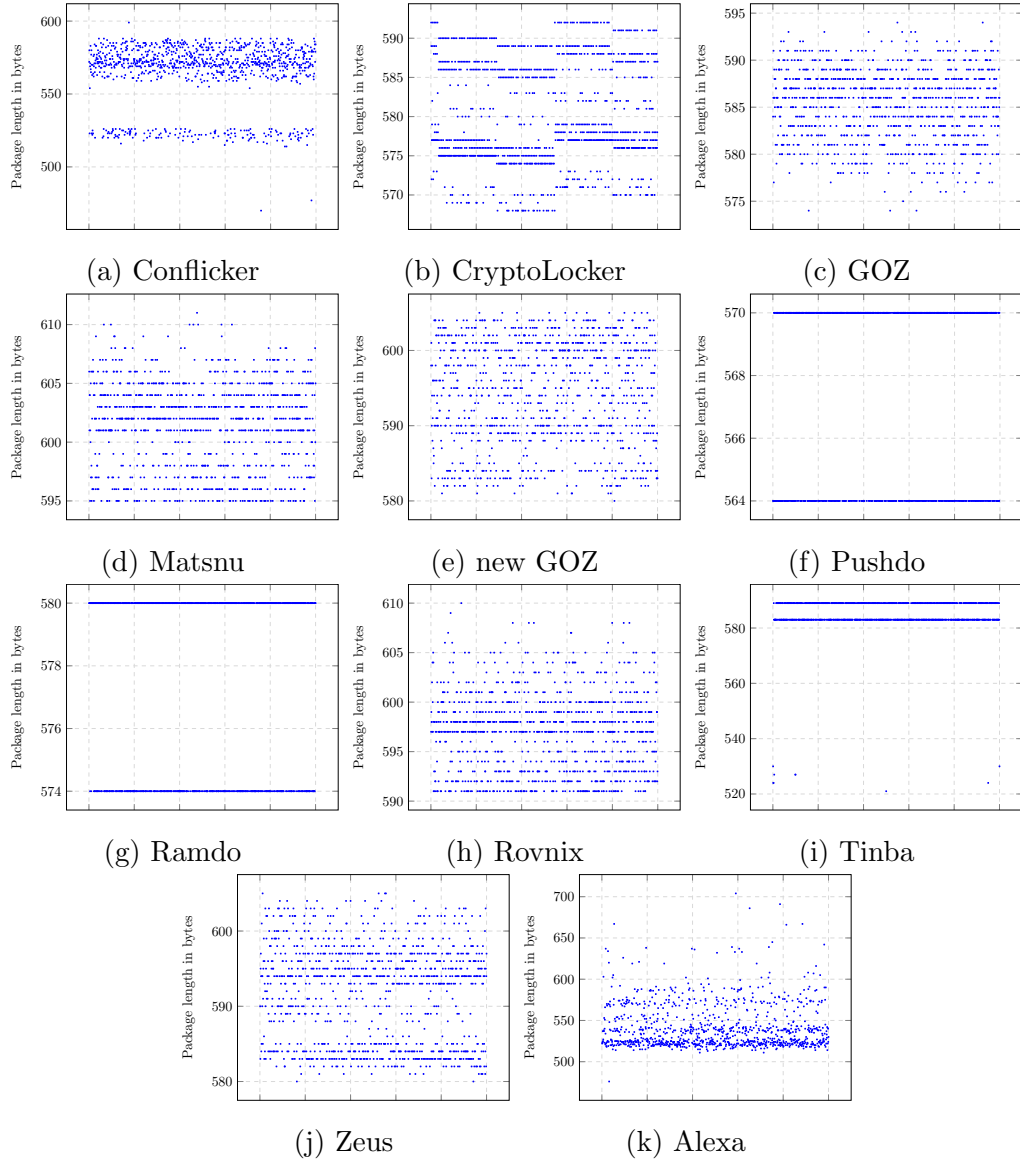 Package length in bytes
600
550
500
(a) Conflicker
Package length in bytes
590
585
580
575
570
(b) CryptoLocker
Package length in bytes
595
590
585
580
575
(c) GOZ
Package length in bytes
610
605
600
595
(d) Matsnu
Package length in bytes
600
590
580
(e) new GOZ
Package length in bytes
570
568
566
564
(f) Pushdo
Package length in bytes
580
578
576
574
(g) Ramdo
Package length in bytes
610
605
600
595
590
(h) Rovnix
Package length in bytes
580
560
540
520
(i) Tinba
Package length in bytes
600
590
580
(j) Zeus
Package length in bytes
700
650
600
550
500
(k) Alexa